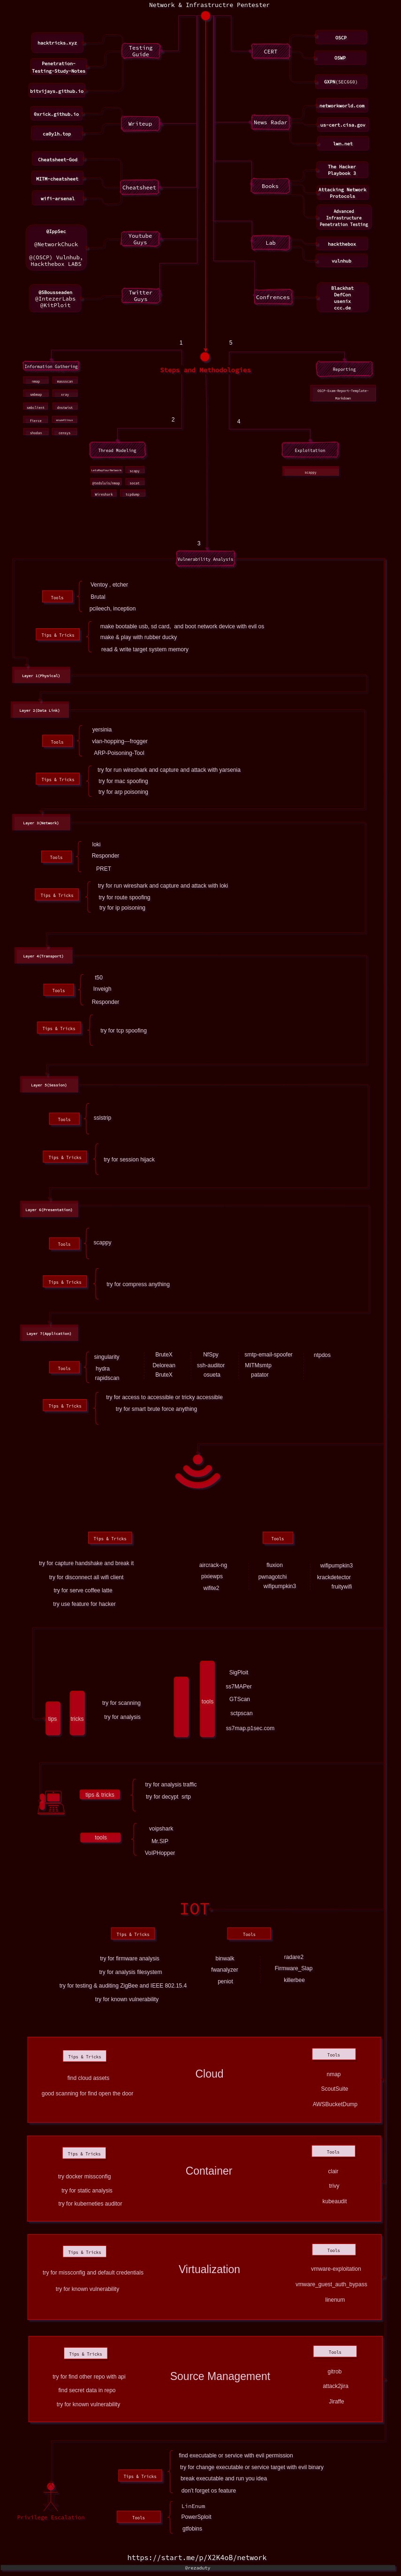 Network & Infrastructre Pentester
Testing
Guide
hacktricks.xyz
Penetration-
Testing-Study-Notes
bitvijays.github.io
Writeup
0xrick.github.io
ca0y1h.top
Cheatsheet
Cheatsheet-God
MITM-cheatsheet
wifi-arsenal
Youtube
Guys
@IppSec
@NetworkChuck
@(OSCP) Vulnhub,
Hackthebox LABS
Twitter
Guys
@SBousseaden
@IntezerLabs
@KitPloit
CERT
OSCP
OSWP
GXPN(SEC660)
News Radar
networkworld.com
us-cert.cisa.gov
lwn.net
Books
The Hacker
Playbook 3
Attacking Network
Protocols
Advanced
Infrastructure
Penetration Testing
Lab
hackthebox
vulnhub
Confrences
Blackhat
DefCon
usenix
ccc.de
Steps and Methodologies
1
5
Information Gathering
nmap
masscan
amap
xray
smbclient
dnsenum
fierce
shodan
censys
Reporting
OSCP-Exam-Report-Template-
Markdown
2
4
Thread Modeling
scapy
wireshark
tcpdump
Exploitation
scappy
3
Vulnerability Analysis
Tools
Ventoy , etcher
Brutal
pcileech, inception
Tips & Tricks
make bootable usb, sd card,  and boot network device with evil os
make & play with rubber ducky
read & write target system memory
Layer 1(Physical)
Layer 2(Data Link)
Tools
yersinia
vlan-hopping---frogger
ARP-Poisoning-Tool
Tips & Tricks
try for run wireshark and capture and attack with yarsenia
try for mac spoofing
try for arp poisoning
Layer 3(Network)
Tools
loki
Responder
PRET
Tips & Tricks
try for run wireshark and capture and attack with loki
try for route spoofing
try for ip poisoning
Layer 4(Transport)
Tools
t50
Inveigh
Responder
Tips & Tricks
try for tcp spoofing
Layer 5(Session)
Tools
sslstrip
Tips & Tricks
try for session hijack
Layer 6(Presentation)
Tools
scappy
Tips & Tricks
try for compress anything
Layer 7(Application)
Tools
singularity
hydra
rapidscan
BruteX
Delorean
BruteX
NfSpy
ssh-auditor
osueta
smtp-email-spoofer
MITMsmtp
patator
ntpdos
Tips & Tricks
try for access to accessible or tricky accessible
try for smart brute force anything
Tips & Tricks
try for capture handshake and break it
try for disconnect all wifi client
try for serve coffee latte
try use feature for hacker
Tools
aircrack-ng
pixiewps
wifite2
fluxion
pwnagotchi
wifipumpkin3
wifipumpkin3
krackdetector
fruitywifi
tips
tricks
try for scanning
try for analysis
tools
SigPloit
ss7MAPer
GTScan
sctpscan
ss7map.p1sec.com
tips & tricks
try for analysis traffic
try for decypt  srtp
tools
voipshark
Mr.SIP
VoIPHopper
IOT
Tips & Tricks
try for firmware analysis
try for analysis filesystem
try for testing & auditing ZigBee and IEEE 802.15.4
try for known vulnerability
Tools
binwalk
fwanalyzer
peniot
radare2
Firmware_Slap
killerbee
Cloud
Tips & Tricks
find cloud assets
good scanning for find open the door
Tools
nmap
ScoutSuite
AWSBucketDump
Container
Tips & Tricks
try docker missconfig
try for static analysis
try for kuberneties auditor
Tools
clair
trivy
kubeaudit
Virtualization
Tips & Tricks
try for missconfig and default credentials
try for known vulnerability
Tools
vmware-exploitation
vmware_guest_auth_bypass
linenum
Source Management
Tips & Tricks
try for find other repo with api
find secret data in repo
try for known vulnerability
Tools
gitrob
attack2jira
Jiraffe
Privilage Escalation
Tips & Tricks
find executable or service with evil permission
try for change executable or service target with evil binary
break executable and run you idea
don't forget os feature
Tools
LinEnum
PowerSploit
gtfobins
https://start.me/p/X2K4oB/network
@rezaduty